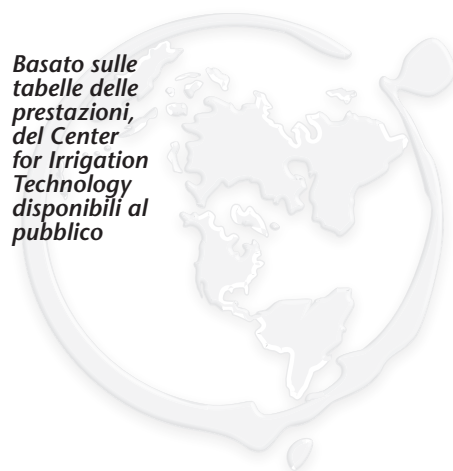 Basato sulle
tabelle delle
prestazioni,
del Center
for Irrigation
Technology
disponibili al
pubblico